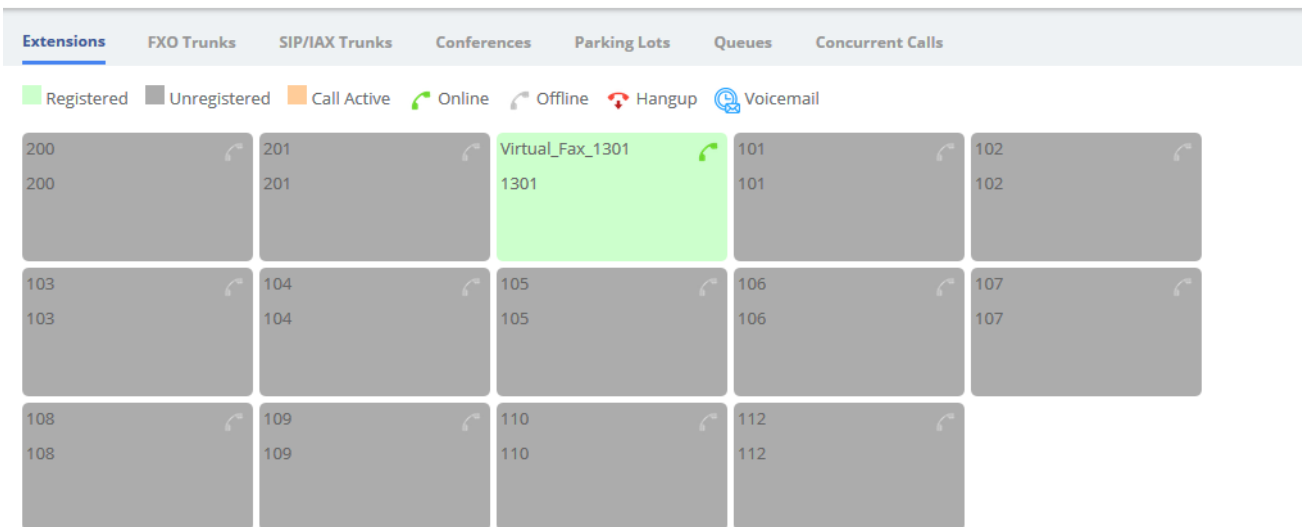 Extensions FXO Trunks SIP/IAX Trunks Conferences Parking Lots Queues Concurrent Calls
Registered Unregistered Call Active Online Offline Hangup Voicemail
200 201 Virtual_Fax_1301 101 102
200 201 1301 101 102
103 104 105 106 107
103 104 105 106 107
108 109 110 112
108 109 110 112